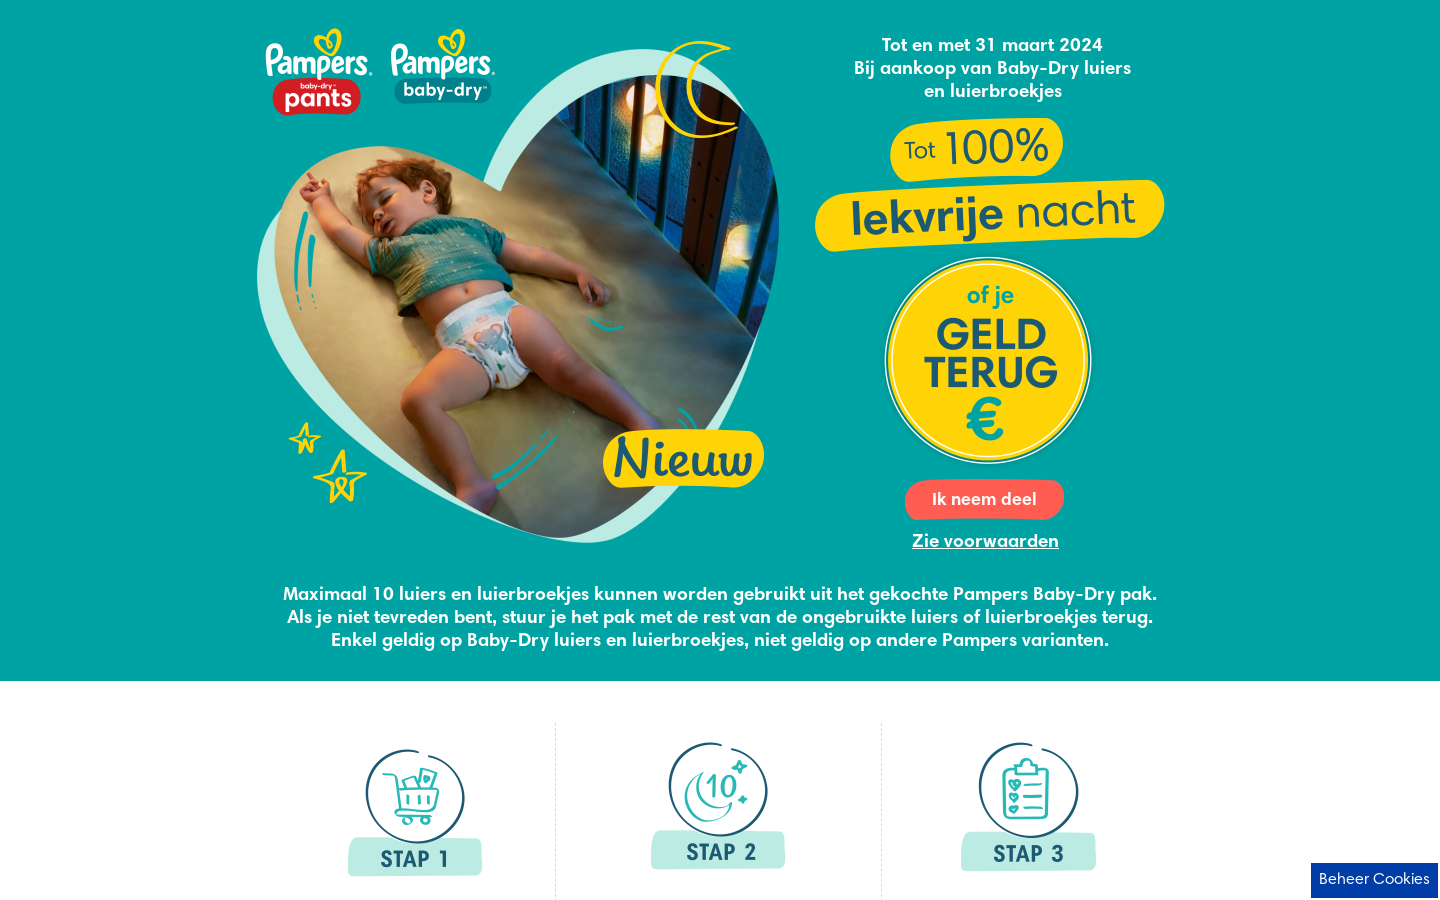 Pampers
baby-dry™
pants
Pampers
baby-dry™
Tot en met 31 maart 2024
Bij aankoop van Baby-Dry luiers
en luierbroekjes
Tot 100%
lekvrije nacht
of je
GELD
TERUG
€
Nieuw
Ik neem deel
Zie voorwaarden
Maximaal 10 luiers en luierbroekjes kunnen worden gebruikt uit het gekochte Pampers Baby-Dry pak.
Als je niet tevreden bent, stuur je het pak met de rest van de ongebruikte luiers of luierbroekjes terug.
Enkel geldig op Baby-Dry luiers en luierbroekjes, niet geldig op andere Pampers varianten.
10
STAP 1
STAP 2
STAP 3
Beheer Cookies